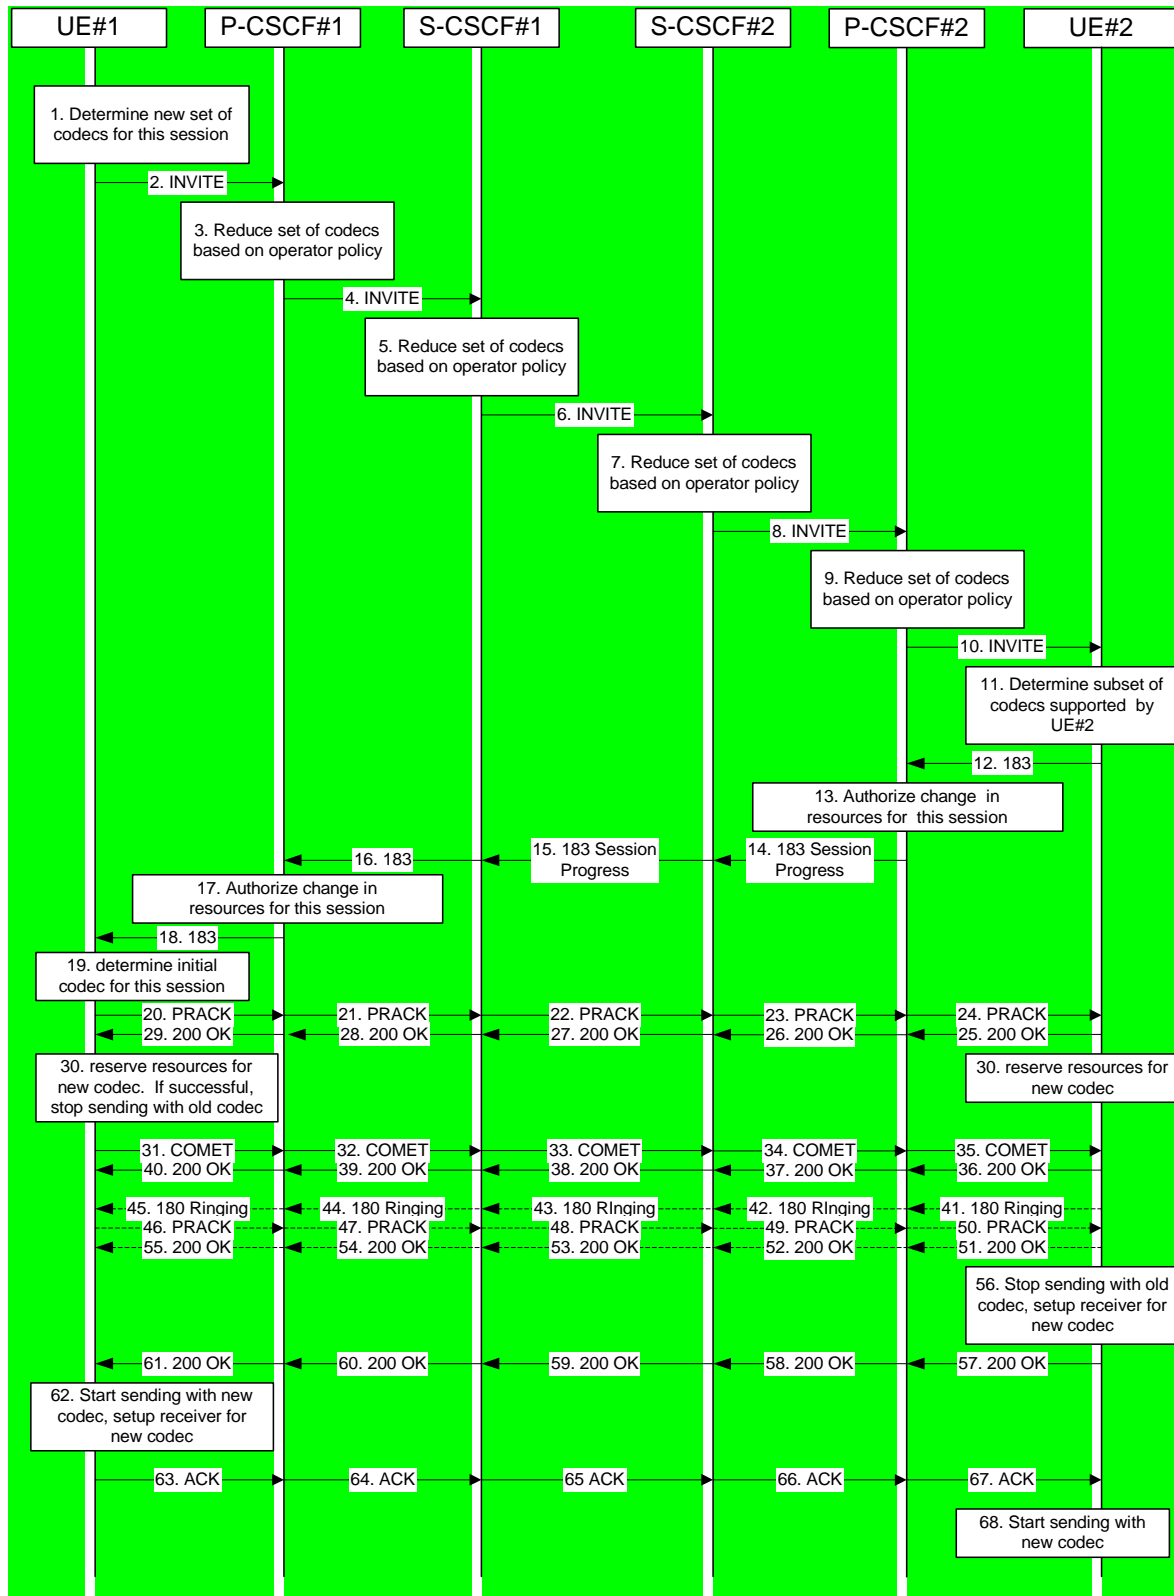 UE#1 P-CSCF#1 S-CSCF#1 S-CSCF#2 P-CSCF#2 UE#2
1. Determine new set of
codecs for this session
2. INVITE
3. Reduce set of codecs
based on operator policy
4. INVITE
5. Reduce set of codecs
based on operator policy
6. INVITE
7. Reduce set of codecs
based on operator policy
8. INVITE
9. Reduce set of codecs
based on operator policy
10. INVITE
11. Determine subset of
codecs supported by
UE#2
12. 183
13. Authorize change in
resources for this session
16. 183
15. 183 Session
Progress
14. 183 Session
Progress
17. Authorize change in
resources for this session
18. 183
19. determine initial
codec for this session
20. PRACK 21. PRACK 22. PRACK 23. PRACK 24. PRACK
29. 200 OK 28. 200 OK 27. 200 OK 26. 200 OK 25. 200 OK
30. reserve resources for
new codec. If successful,
stop sending with old codec
30. reserve resources for
new codec
31. COMET 32. COMET 33. COMET 34. COMET 35. COMET
40. 200 OK 39. 200 OK 38. 200 OK 37. 200 OK 36. 200 OK
45. 180 Ringing 44. 180 Ringing 43. 180 Ringing 42. 180 RInging 41. 180 Ringing
46. PRACK 47. PRACK 48. PRACK 49. PRACK 50. PRACK
55. 200 OK 54. 200 OK 53. 200 OK 52. 200 OK 51. 200 OK
56. Stop sending with old
codec, setup receiver for
new codec
61. 200 OK 60. 200 OK 59. 200 OK 58. 200 OK 57. 200 OK
62. Start sending with new
codec, setup receiver for
new codec
63. ACK 64. ACK 65 ACK 66. ACK 67. ACK
68. Start sending with
new codec